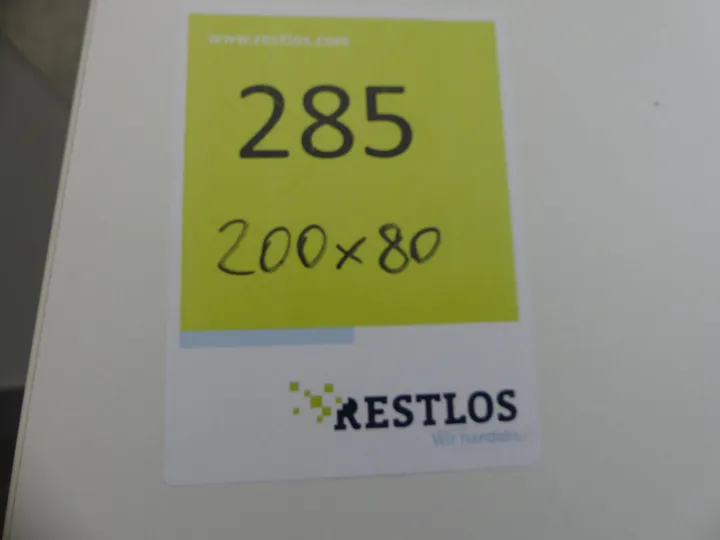 www.restlos.com
285
200x80
RESTLOS
Wir handeln.